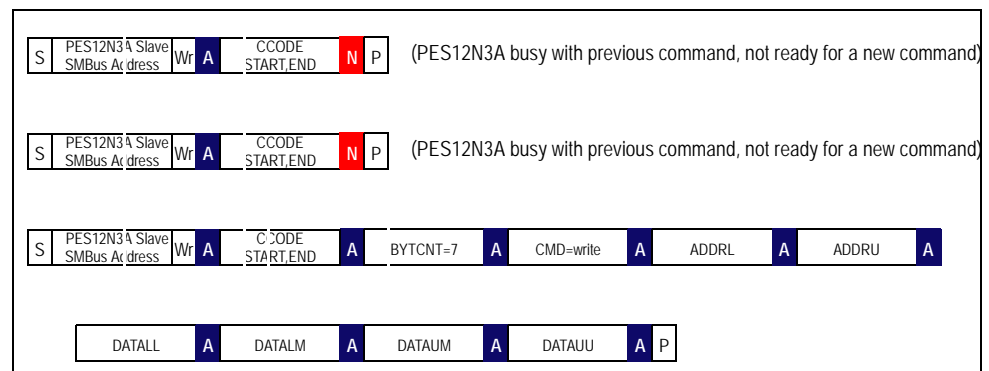 S PES12N3A Slave SMBus Address Wr A CCODE START,END N P (PES12N3A busy with previous command, not ready for a new command)
S PES12N3A Slave SMBus Address Wr A CCODE START,END N P (PES12N3A busy with previous command, not ready for a new command)
S PES12N3A Slave SMBus Address Wr A CCODE START,END A BYTCNT=7 A CMD=write A ADDRL A ADDRU A
DATALL A DATALM A DATAUM A DATAUU A P